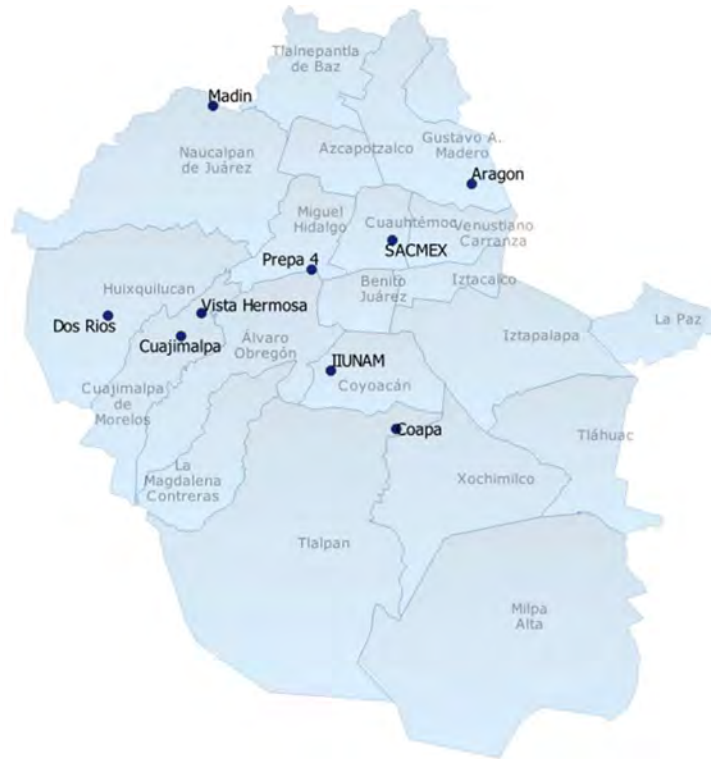 Tlalnepantla
de Baz
Madin
Azcapotzalco
Gustavo A.
Madero
Naucalpan
de Juárez
Aragon
Miguel
Hidalgo
Cuauhtémoc
Venustiano
Carranza
SACMEX
Prepa 4
Iztacalco
Benito
Juárez
Huixquilucan
Vista Hermosa
Dos Rios
Cuajimalpa
Álvaro
Obregón
Iztapalapa
La Paz
IIUNAM
Coyoacán
Cuajimalpa
de
Morelos
Coapa
Tláhuac
La
Magdalena
Contreras
Xochimilco
Tlalpan
Milpa
Alta